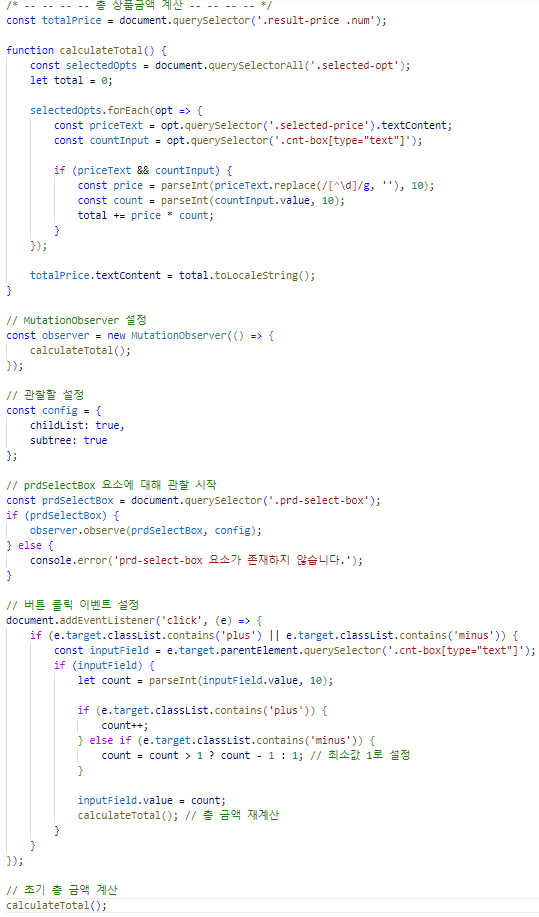 /* -- -- -- -- 총 상품금액 계산 -- -- -- -- */
const totalPrice = document.querySelector('.result-price .num');

function calculateTotal() {
    const selectedOpts = document.querySelectorAll('.selected-opt');
    let total = 0;

    selectedOpts.forEach(opt => {
        const priceText = opt.querySelector('.selected-price').textContent;
        const countInput = opt.querySelector('.cnt-box[type="text"]');

        if (priceText && countInput) {
            const price = parseInt(priceText.replace(/[^\d]/g, ''), 10);
            const count = parseInt(countInput.value, 10);
            total += price * count;
        }
    });

    totalPrice.textContent = total.toLocaleString();
}

// MutationObserver 설정
const observer = new MutationObserver(() => {
    calculateTotal();
});

// 관찰할 설정
const config = {
    childList: true,
    subtree: true
};

// prdSelectBox 요소에 대해 관찰 시작
const prdSelectBox = document.querySelector('.prd-select-box');
if (prdSelectBox) {
    observer.observe(prdSelectBox, config);
} else {
    console.error('prd-select-box 요소가 존재하지 않습니다.');
}

// 버튼 클릭 이벤트 설정
document.addEventListener('click', (e) => {
    if (e.target.classList.contains('plus') || e.target.classList.contains('minus')) {
        const inputField = e.target.parentElement.querySelector('.cnt-box[type="text"]');
        if (inputField) {
            let count = parseInt(inputField.value, 10);

            if (e.target.classList.contains('plus')) {
                count++;
            } else if (e.target.classList.contains('minus')) {
                count = count > 1 ? count - 1 : 1; // 최소값 1로 설정
            }

            inputField.value = count;
            calculateTotal(); // 총 금액 재계산
        }
    }
});

// 초기 총 금액 계산
calculateTotal();